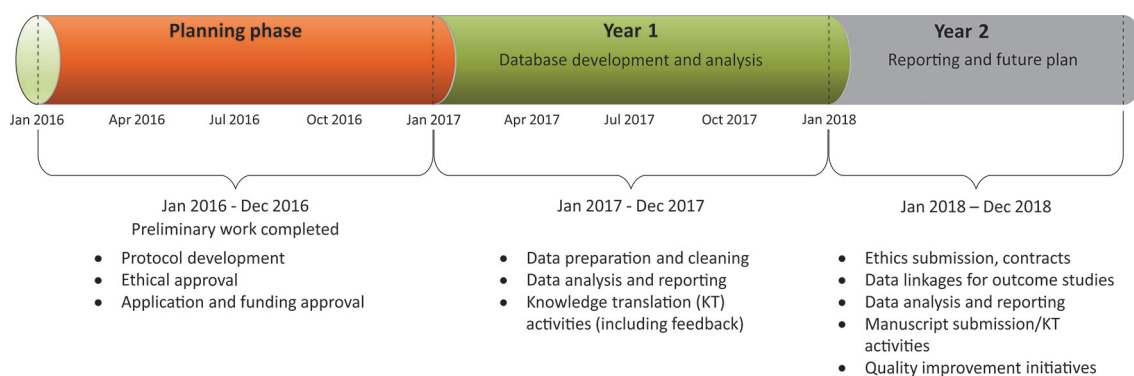 Planning phase
Year 1
Database development and analysis
Year 2
Reporting and future plan
Jan 2016
Apr 2016
Jul 2016
Oct 2016
Jan 2017
Apr 2017
Jul 2017
Oct 2017
Jan 2018
Jan 2016 - Dec 2016
Preliminary work completed
● Protocol development
● Ethical approval
● Application and funding approval
Jan 2017 - Dec 2017
● Data preparation and cleaning
● Data analysis and reporting
● Knowledge translation (KT)
activities (including feedback)
Jan 2018 – Dec 2018
● Ethics submission, contracts
● Data linkages for outcome studies
● Data analysis and reporting
● Manuscript submission/KT
activities
● Quality improvement initiatives